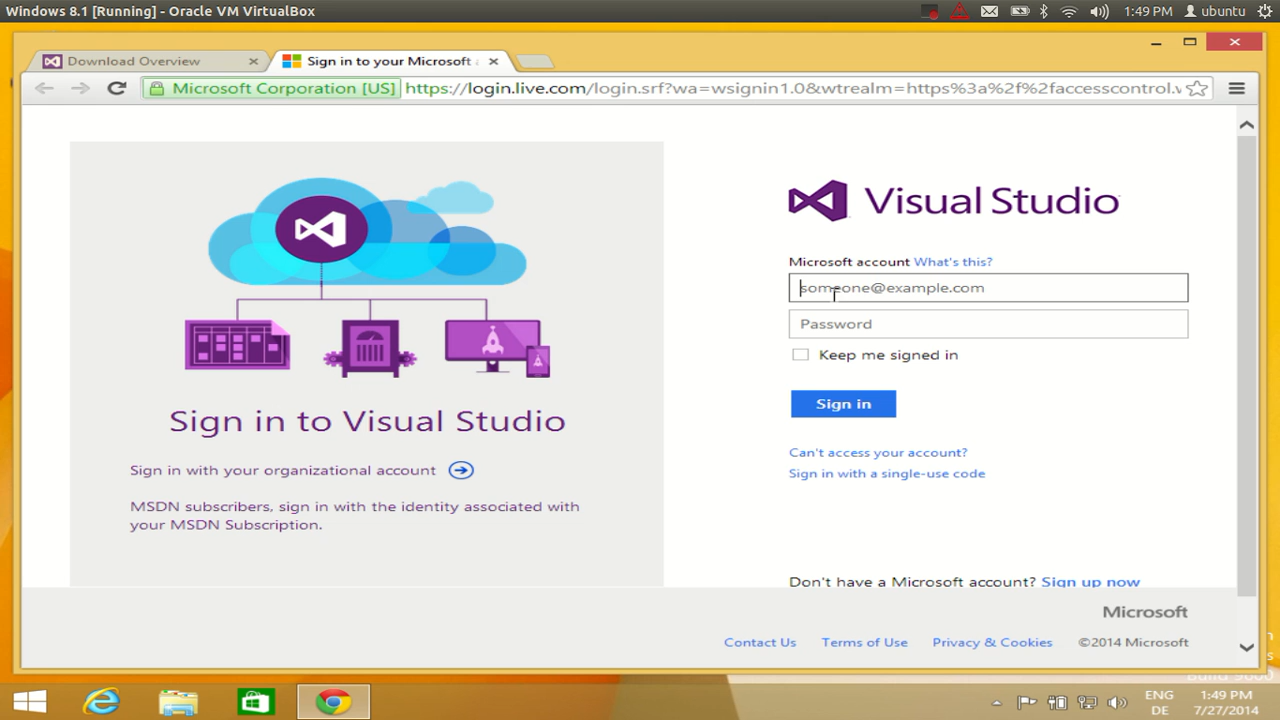 Windows 8.1 [Running] - Oracle VM VirtualBox
1:49 PM
ubuntu
Download Overview
Sign in to your Microsoft
Microsoft Corporation [US]
https://login.live.com/login.srf?wa=wsignin1.0&wtrealm=https%3a%2f%2faccesscontrol.w
Visual Studio
Microsoft account What's this?
someone@example.com
Password
Keep me signed in
Sign in
Can't access your account?
Sign in with a single-use code
Sign in to Visual Studio
Sign in with your organizational account
MSDN subscribers, sign in with the identity associated with
your MSDN Subscription.
Don't have a Microsoft account? Sign up now
Microsoft
Contact Us
Terms of Use
Privacy & Cookies
©2014 Microsoft
ENG
DE
1:49 PM
7/27/2014